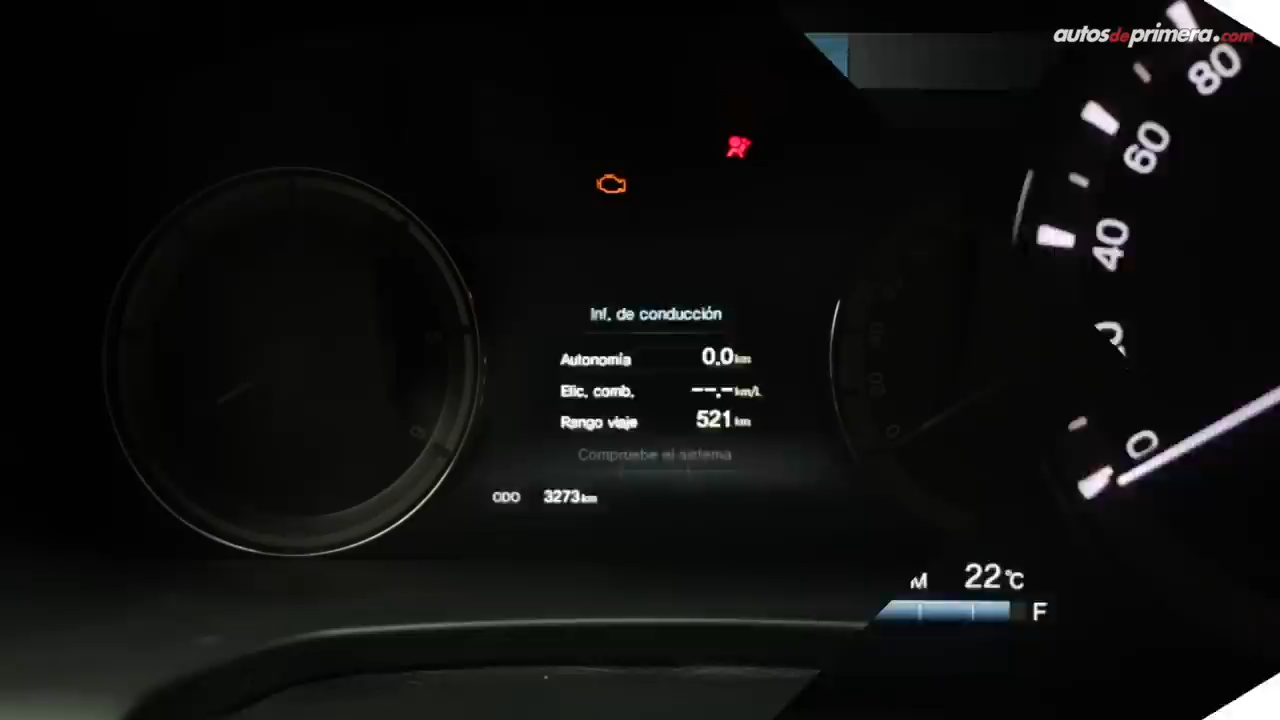 autosdeprimera.com
80
60
40
0
Inf. de conducción
Autonomía 0.0 km
Efic. comb. --.- km/L
Rango viaje 521 km
Compruebe el sistema
ODO 3273 km
M 22°C
F